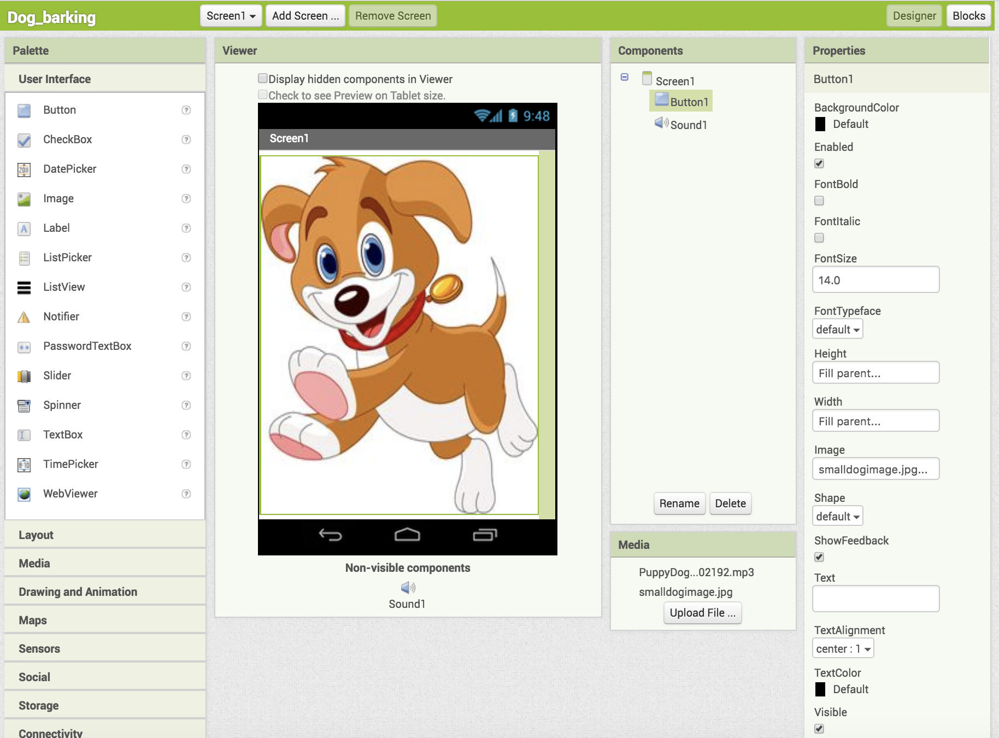 Dog_barking
Screen1
Add Screen ...
Remove Screen
Designer
Blocks
Palette
User Interface
Button
?
CheckBox
?
DatePicker
?
Image
?
Label
?
ListPicker
?
ListView
?
Notifier
?
PasswordTextBox
?
Slider
?
Spinner
?
TextBox
?
TimePicker
?
WebViewer
?
Layout
Media
Drawing and Animation
Maps
Sensors
Social
Storage
Connectivity
Viewer
Display hidden components in Viewer
Check to see Preview on Tablet size.
9:48
Screen1
Non-visible components
Sound1
Components
Screen1
Button1
Sound1
Rename
Delete
Media
PuppyDog...02192.mp3
smalldogimage.jpg
Upload File ...
Properties
Button1
BackgroundColor
Default
Enabled
FontBold
FontItalic
FontSize
14.0
FontTypeface
default
Height
Fill parent...
Width
Fill parent...
Image
smalldogimage.jpg...
Shape
default
ShowFeedback
Text
TextAlignment
center : 1
TextColor
Default
Visible